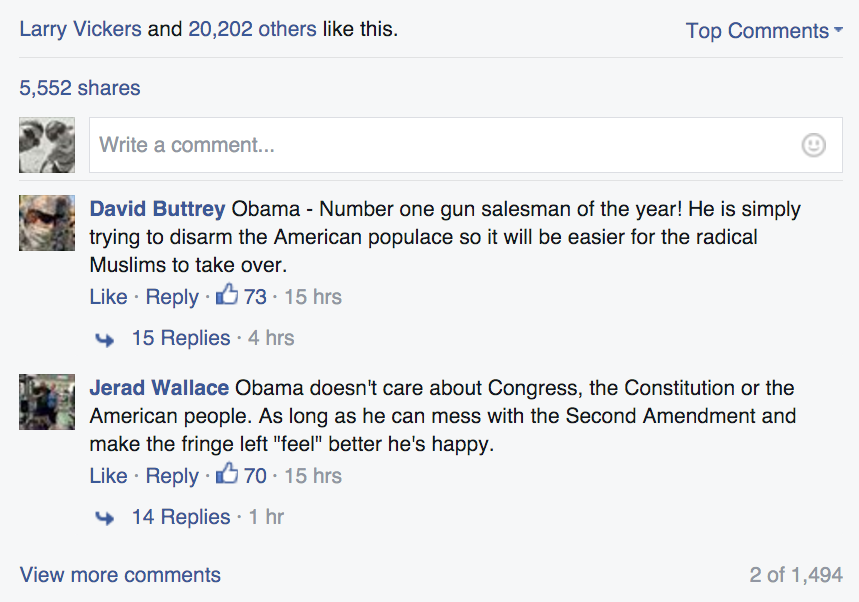 Larry Vickers and 20,202 others like this.
Top Comments
5,552 shares
Write a comment...
David Buttrey Obama - Number one gun salesman of the year! He is simply
trying to disarm the American populace so it will be easier for the radical
Muslims to take over.
Like · Reply · 73 · 15 hrs
15 Replies · 4 hrs
Jerad Wallace Obama doesn't care about Congress, the Constitution or the
American people. As long as he can mess with the Second Amendment and
make the fringe left "feel" better he's happy.
Like · Reply · 70 · 15 hrs
14 Replies · 1 hr
View more comments
2 of 1,494